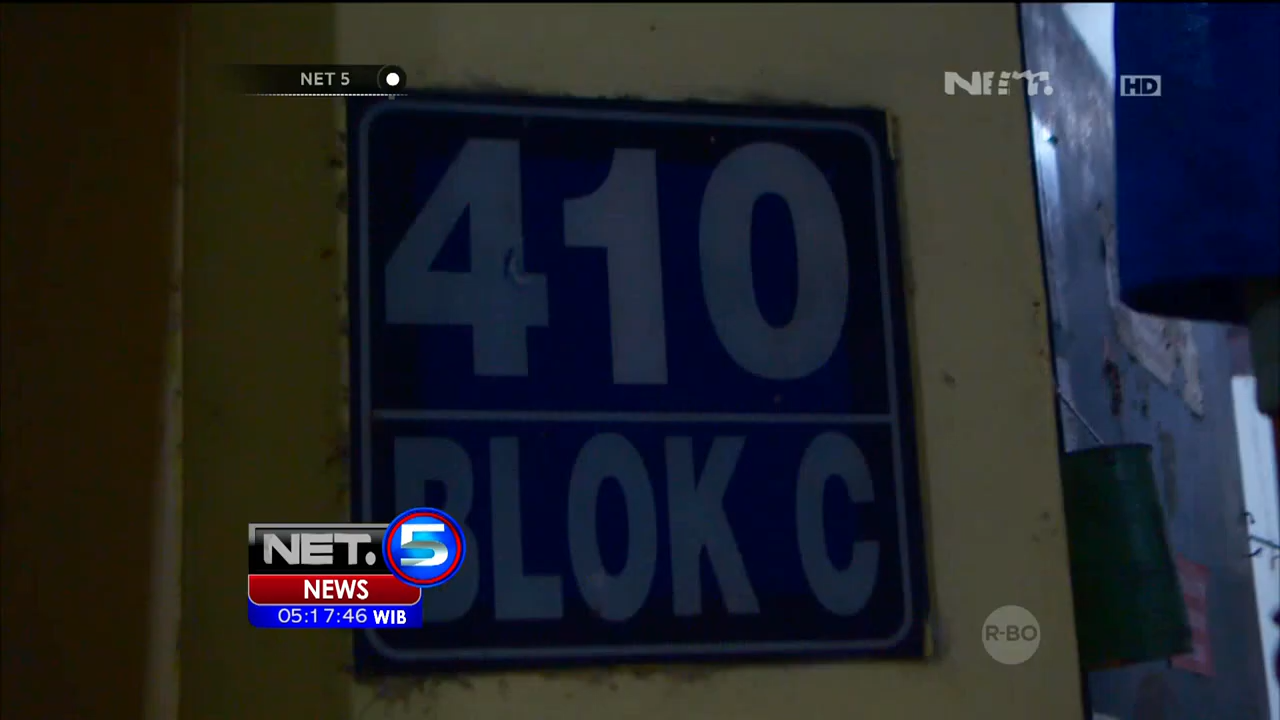 NET 5
NET.
HD
410
BLOK C
NET. 5
NEWS
05:17:46 WIB
R-BO